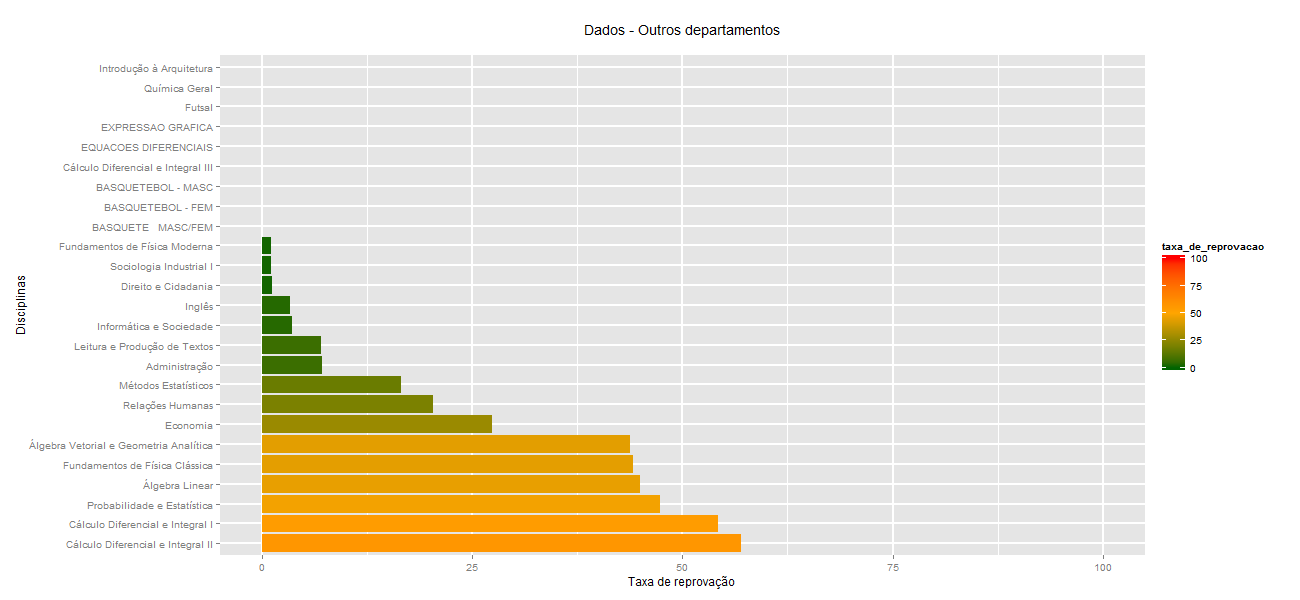 Dados - Outros departamentos
Disciplinas
Introdução à Arquitetura
Química Geral
Futsal
EXPRESSAO GRAFICA
EQUACOES DIFERENCIAIS
Cálculo Diferencial e Integral III
BASQUETEBOL - MASC
BASQUETEBOL - FEM
BASQUETE MASC/FEM
Fundamentos de Física Moderna
Sociologia Industrial I
Direito e Cidadania
Inglês
Informática e Sociedade
Leitura e Produção de Textos
Administração
Métodos Estatísticos
Relações Humanas
Economia
Álgebra Vetorial e Geometria Analítica
Fundamentos de Física Clássica
Álgebra Linear
Probabilidade e Estatística
Cálculo Diferencial e Integral I
Cálculo Diferencial e Integral II
0 25 50 75 100
Taxa de reprovação
taxa_de_reprovacao
100
75
50
25
0